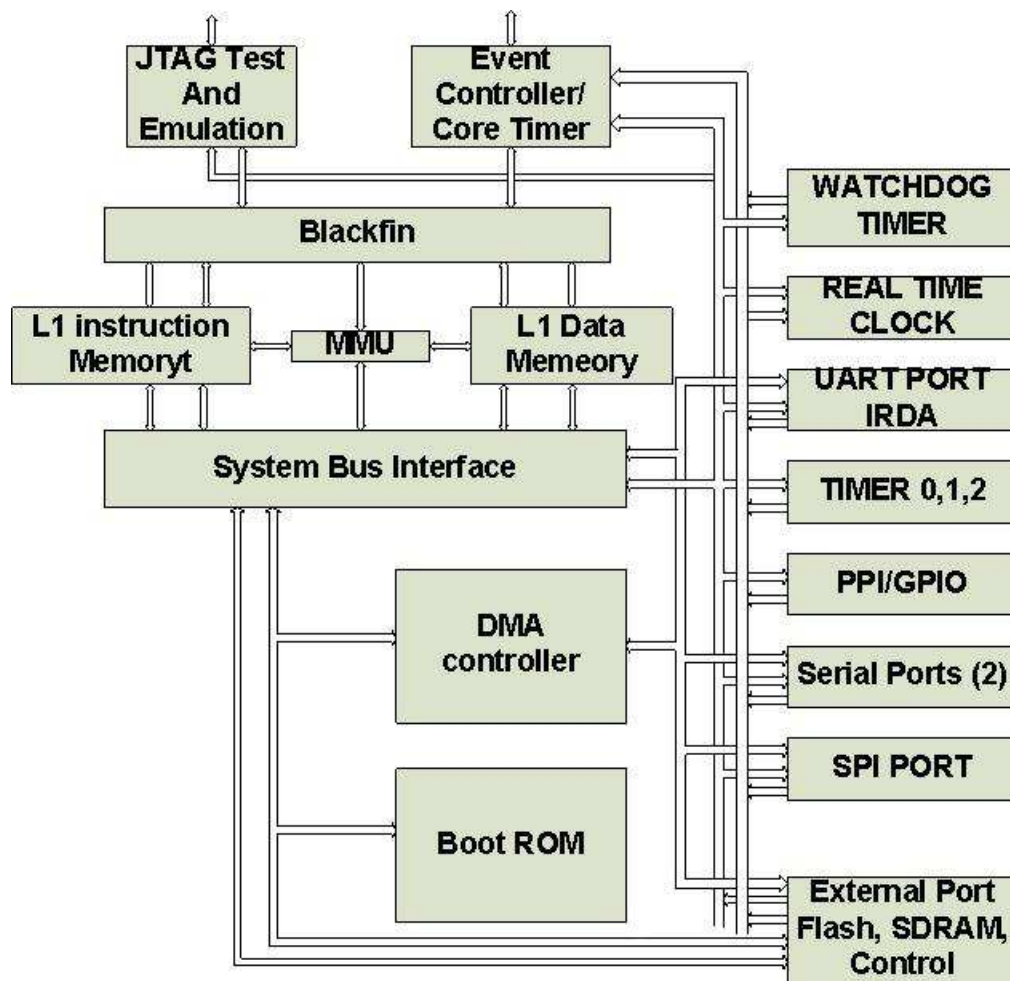 JTAG Test
And
Emulation
Event
Controller/
Core Timer
WATCHDOG
TIMER
Blackfin
REAL TIME
CLOCK
L1 instruction
Memoryt
MMU
L1 Data
Memeory
UART PORT
IRDA
System Bus Interface
TIMER 0,1,2
PPI/GPIO
DMA
controller
Serial Ports (2)
SPI PORT
Boot ROM
External Port
Flash, SDRAM,
Control